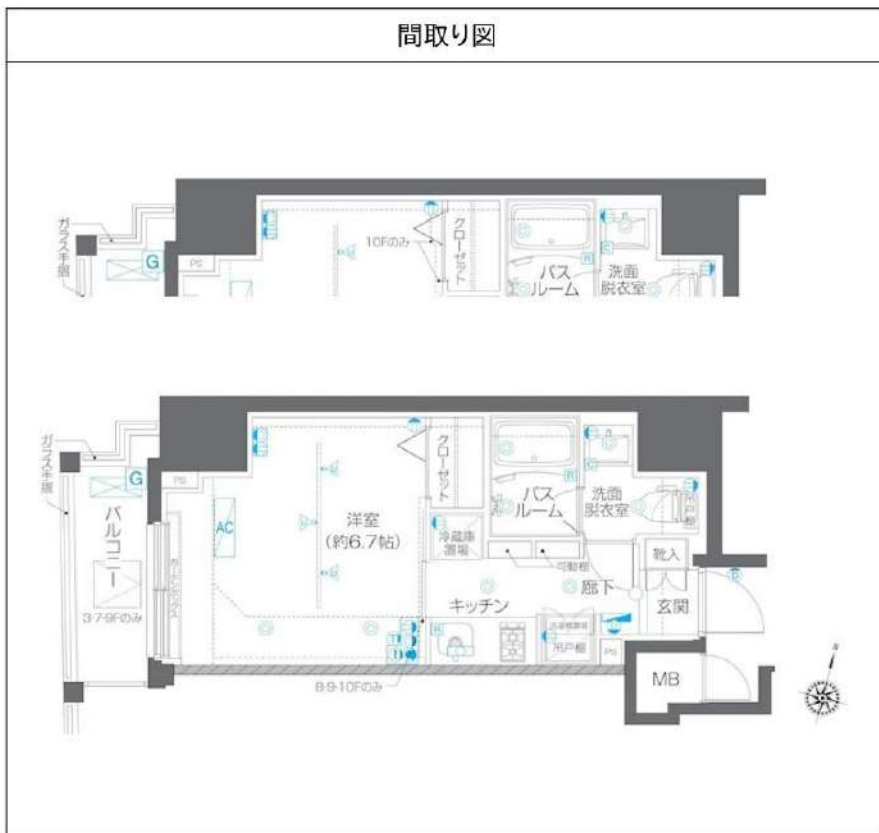 間取り図
ガラス手摺
G
PS
10Fのみ
クローゼット
バス
ルーム
洗面
脱衣室
R
C
ガラス手摺
G
PS
バルコニー
3・7・9Fのみ
AC
洋室
(約6.7帖)
クローゼット
冷蔵庫
置場
バス
ルーム
R
C
洗面
脱衣室
吊戸棚
可動棚
廊下
靴入
玄関
キッチン
R
T
吊戸棚
PS
MB
8・9・10Fのみ
N